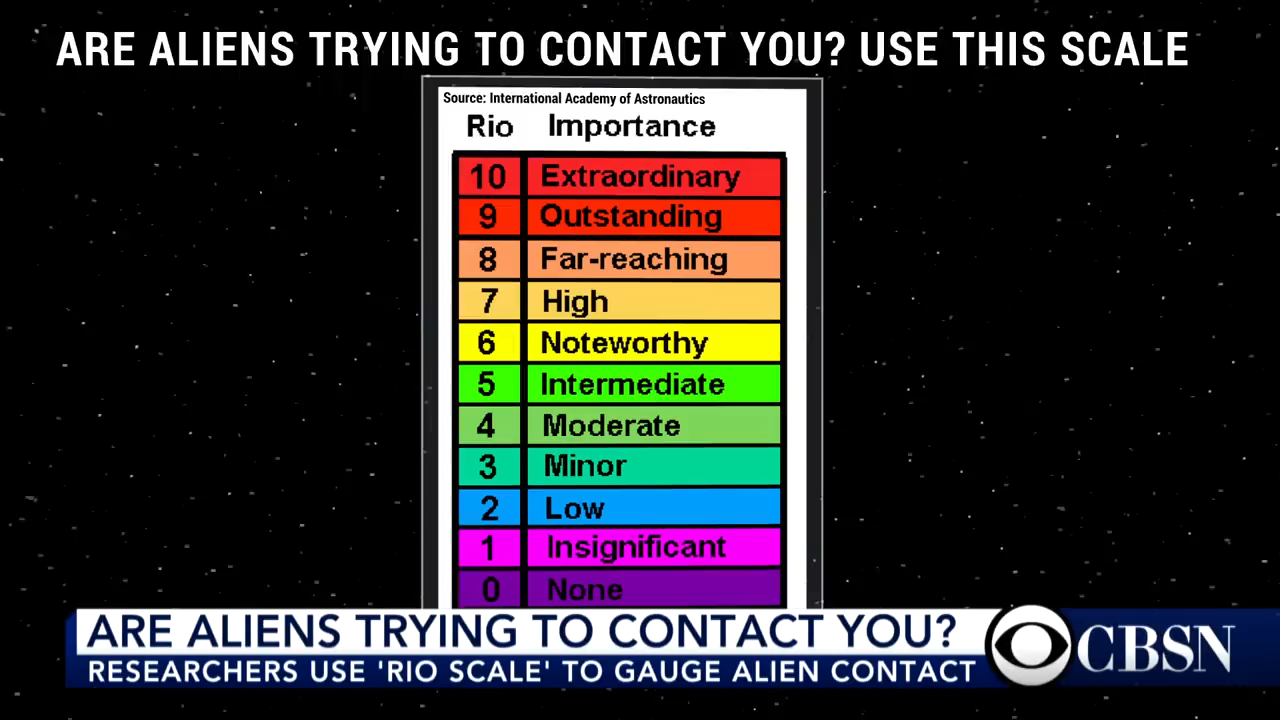 ARE ALIENS TRYING TO CONTACT YOU? USE THIS SCALE
Source: International Academy of Astronautics
Rio Importance
10 Extraordinary
9 Outstanding
8 Far-reaching
7 High
6 Noteworthy
5 Intermediate
4 Moderate
3 Minor
2 Low
1 Insignificant
0 None
ARE ALIENS TRYING TO CONTACT YOU?
RESEARCHERS USE 'RIO SCALE' TO GAUGE ALIEN CONTACT
CBSN